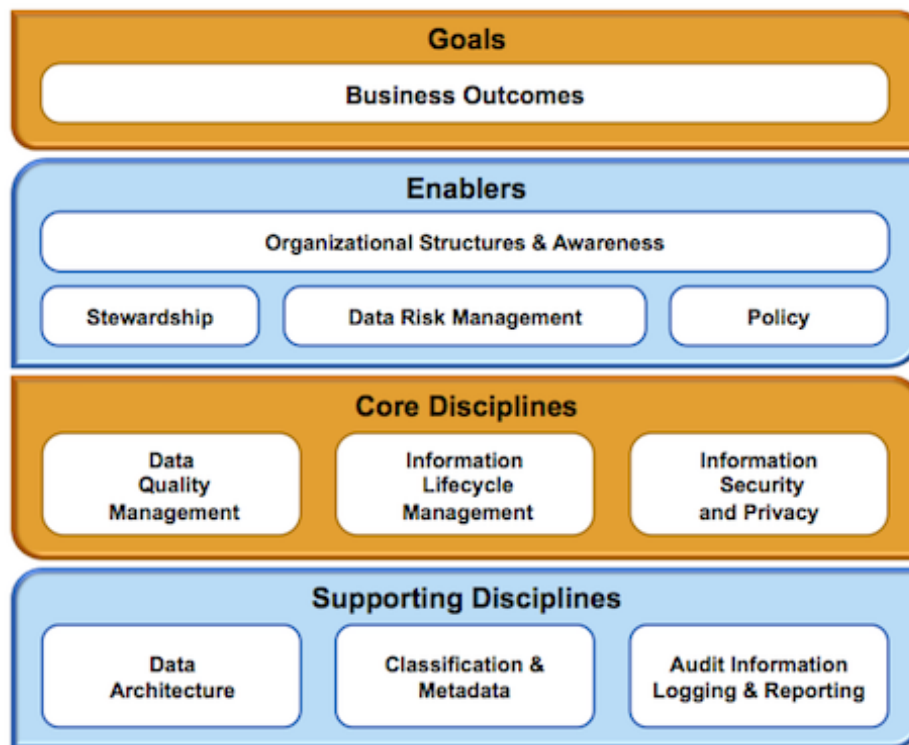 Goals
Business Outcomes
Enablers
Organizational Structures & Awareness
Stewardship
Data Risk Management
Policy
Core Disciplines
Data
Quality
Management
Information
Lifecycle
Management
Information
Security
and Privacy
Supporting Disciplines
Data
Architecture
Classification &
Metadata
Audit Information
Logging & Reporting